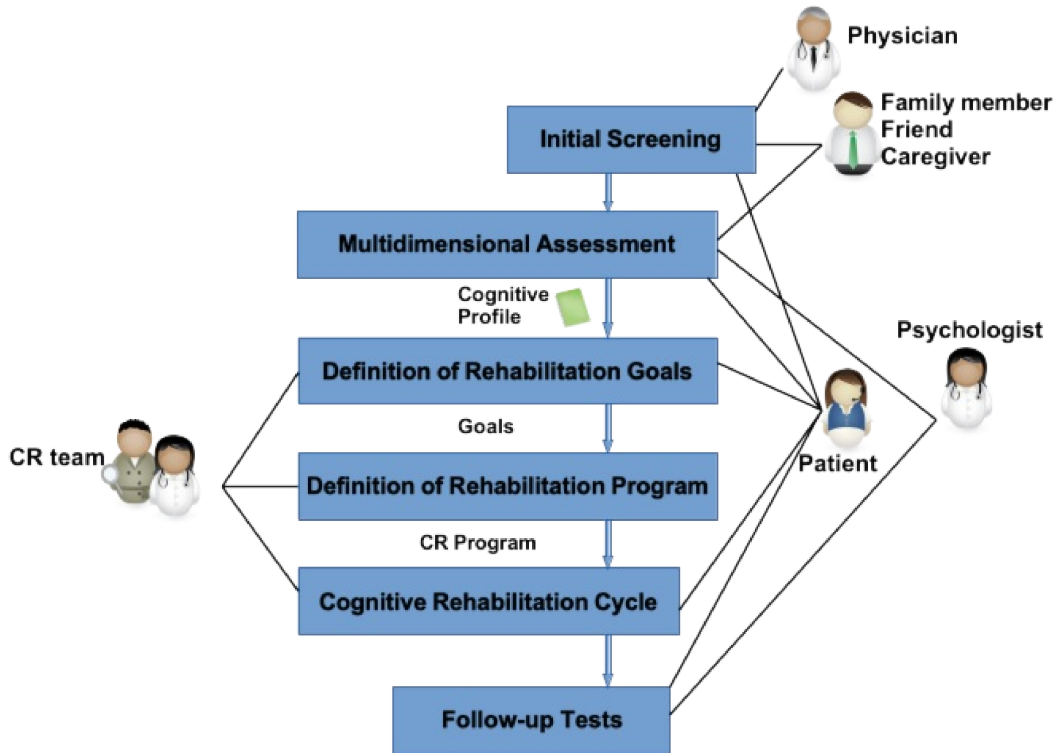 Physician
Family member
Friend
Caregiver
Initial Screening
Multidimensional Assessment
Cognitive
Profile
Psychologist
Definition of Rehabilitation Goals
Goals
CR team
Patient
Definition of Rehabilitation Program
CR Program
Cognitive Rehabilitation Cycle
Follow-up Tests